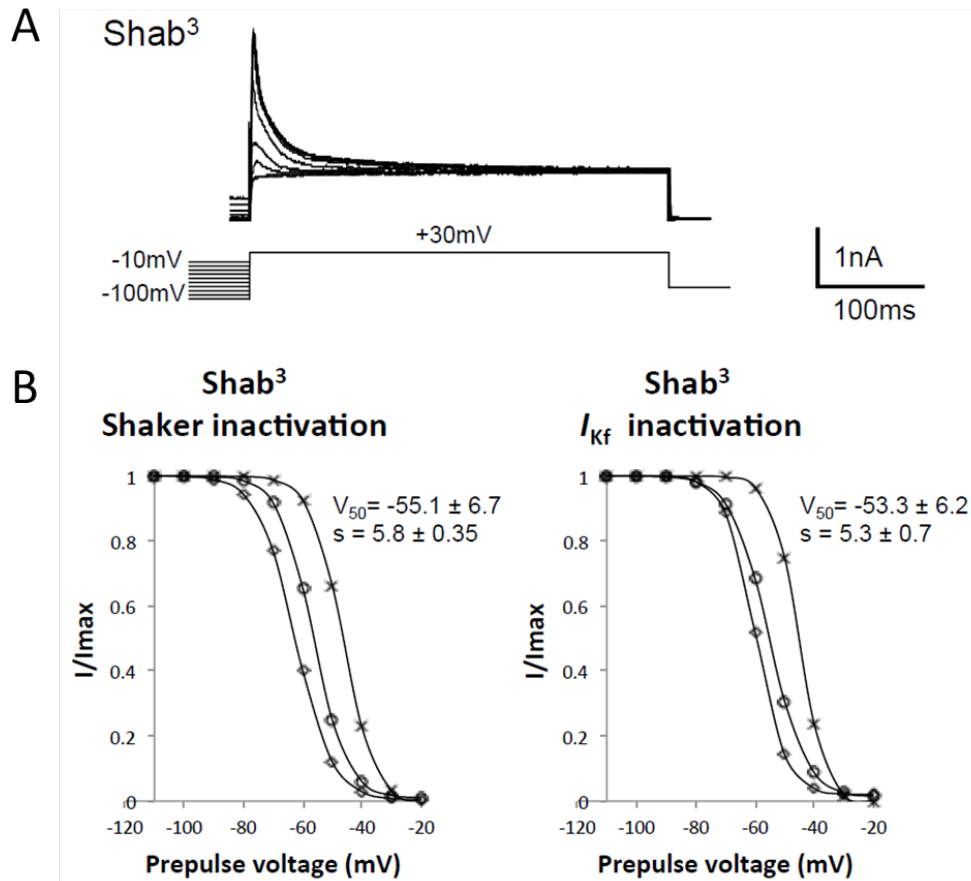 A
Shab³
+30mV
-10mV
-100mV
1nA
100ms
B
Shab³
Shaker inactivation
V₅₀= -55.1 ± 6.7
s = 5.8 ± 0.35
I/Imax
1
0.8
0.6
0.4
0.2
0
-120 -100 -80 -60 -40 -20
Prepulse voltage (mV)
Shab³
I_Kf inactivation
V₅₀= -53.3 ± 6.2
s = 5.3 ± 0.7
I/Imax
1
0.8
0.6
0.4
0.2
0
-120 -100 -80 -60 -40 -20
Prepulse voltage (mV)